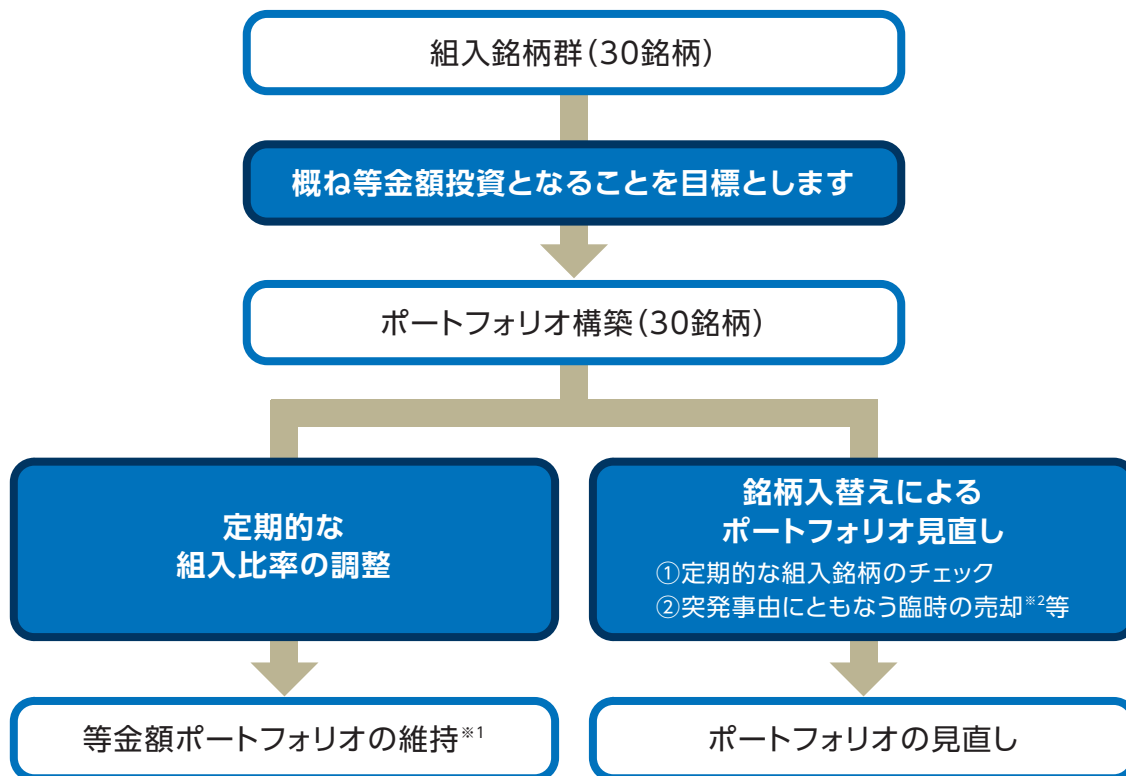 組入銘柄群(30銘柄)
概ね等金額投資となることを目標とします
ポートフォリオ構築(30銘柄)
定期的な
組入比率の調整
銘柄入替えによる
ポートフォリオ見直し
①定期的な組入銘柄のチェック
②突発事由にともなう臨時の売却※2等
等金額ポートフォリオの維持※1
ポートフォリオの見直し